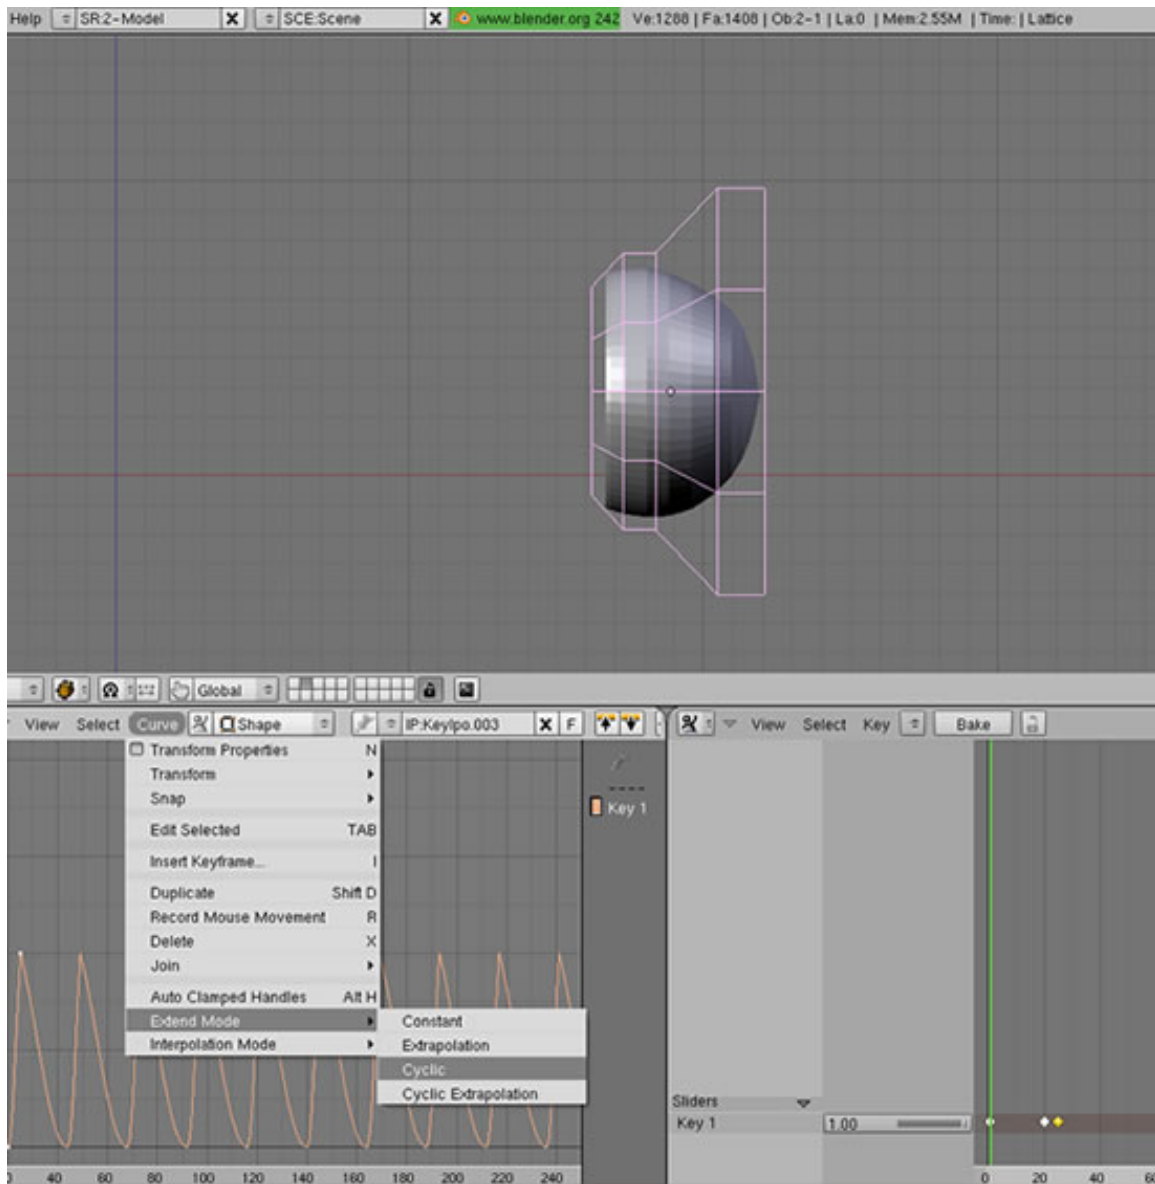 Help SR:2-Model X SCE:Scene X www.blender.org 242 Ve:1288 | Fa:1408 | Ob:2-1 | La:0 | Mem:2.55M | Time: | Lattice
Global
View Select Curve Shape IP:KeyIpo.003 X F View Select Key Bake
Transform Properties N
Transform
Snap
Key 1
Edit Selected TAB
Insert Keyframe... I
Duplicate Shift D
Record Mouse Movement R
Delete X
Join
Auto Clamped Handles Alt H
Extend Mode
Constant
Interpolation Mode
Extrapolation
Cyclic
Cyclic Extrapolation
Sliders
Key 1 1.00
40 60 80 100 120 140 160 180 200 220 240
0 20 40